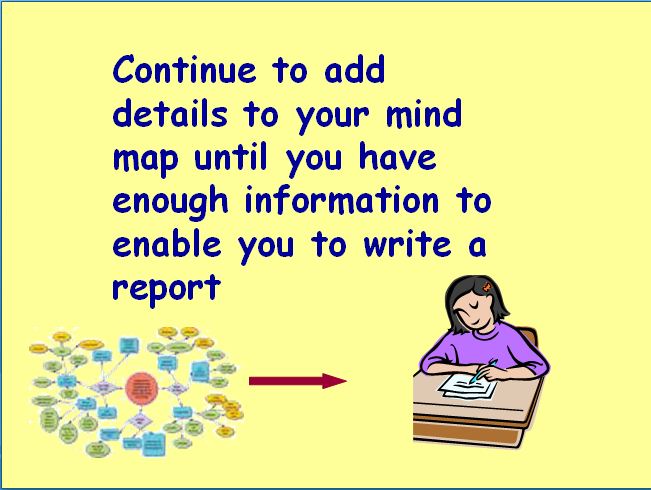 Continue to add
details to your mind
map until you have
enough information to
enable you to write a
report